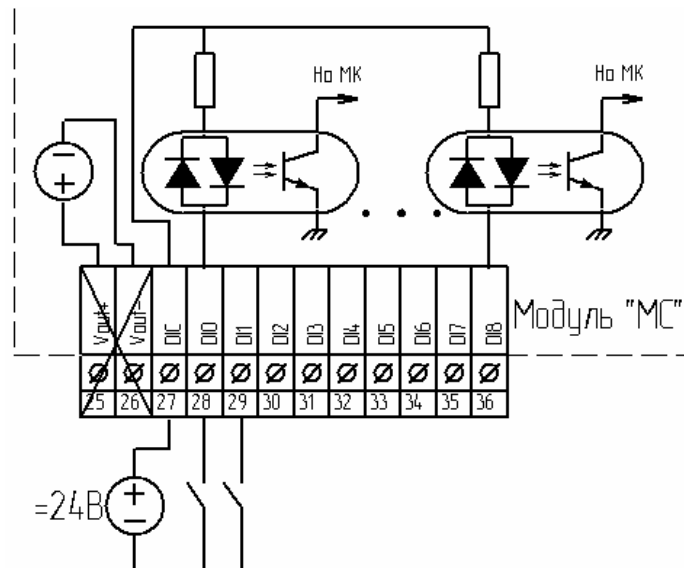 На МК
На МК
−
+
Vout+
Vout−
DIC
DI0
DI1
DI2
DI3
DI4
DI5
DI6
DI7
DI8
Модуль "МС"
25 26 27 28 29 30 31 32 33 34 35 36
=24В
+
−